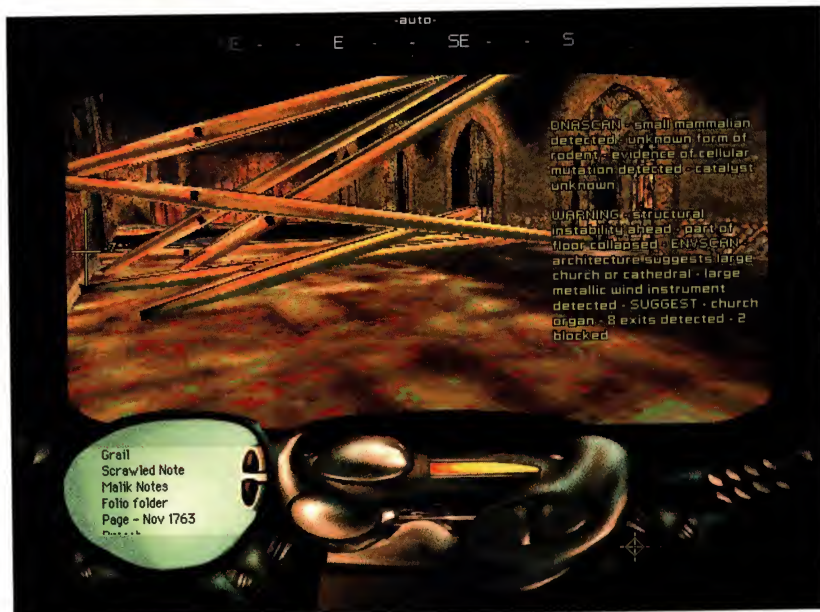 -auto-
E - - SE - - S
DNASCAN - small mammalian
detected - unknown form of
rodent - evidence of cellular
mutation detected - catalyst
unknown
WARNING - structural
instability ahead - part of
floor collapsed - ENVSCAN -
architecture suggests large
church or cathedral - large
metallic wind instrument
detected - SUGGEST - church
organ - 8 exits detected - 2
blocked
Grail
Scrawled Note
Malik Notes
Folio folder
Page - Nov 1763